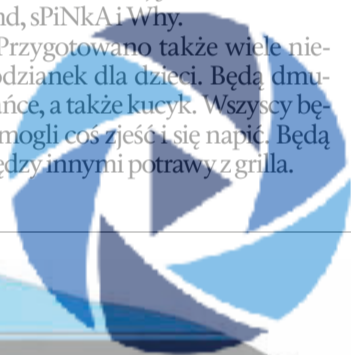 nd, sPiNkA i Why.
Przygotowano także wiele nie-
odzianek dla dzieci. Będą dmu-
ańce, a także kucyk. Wszyscy bę-
mogli coś zjeść i się napić. Będą
ędzy innymi potrawy z grilla.